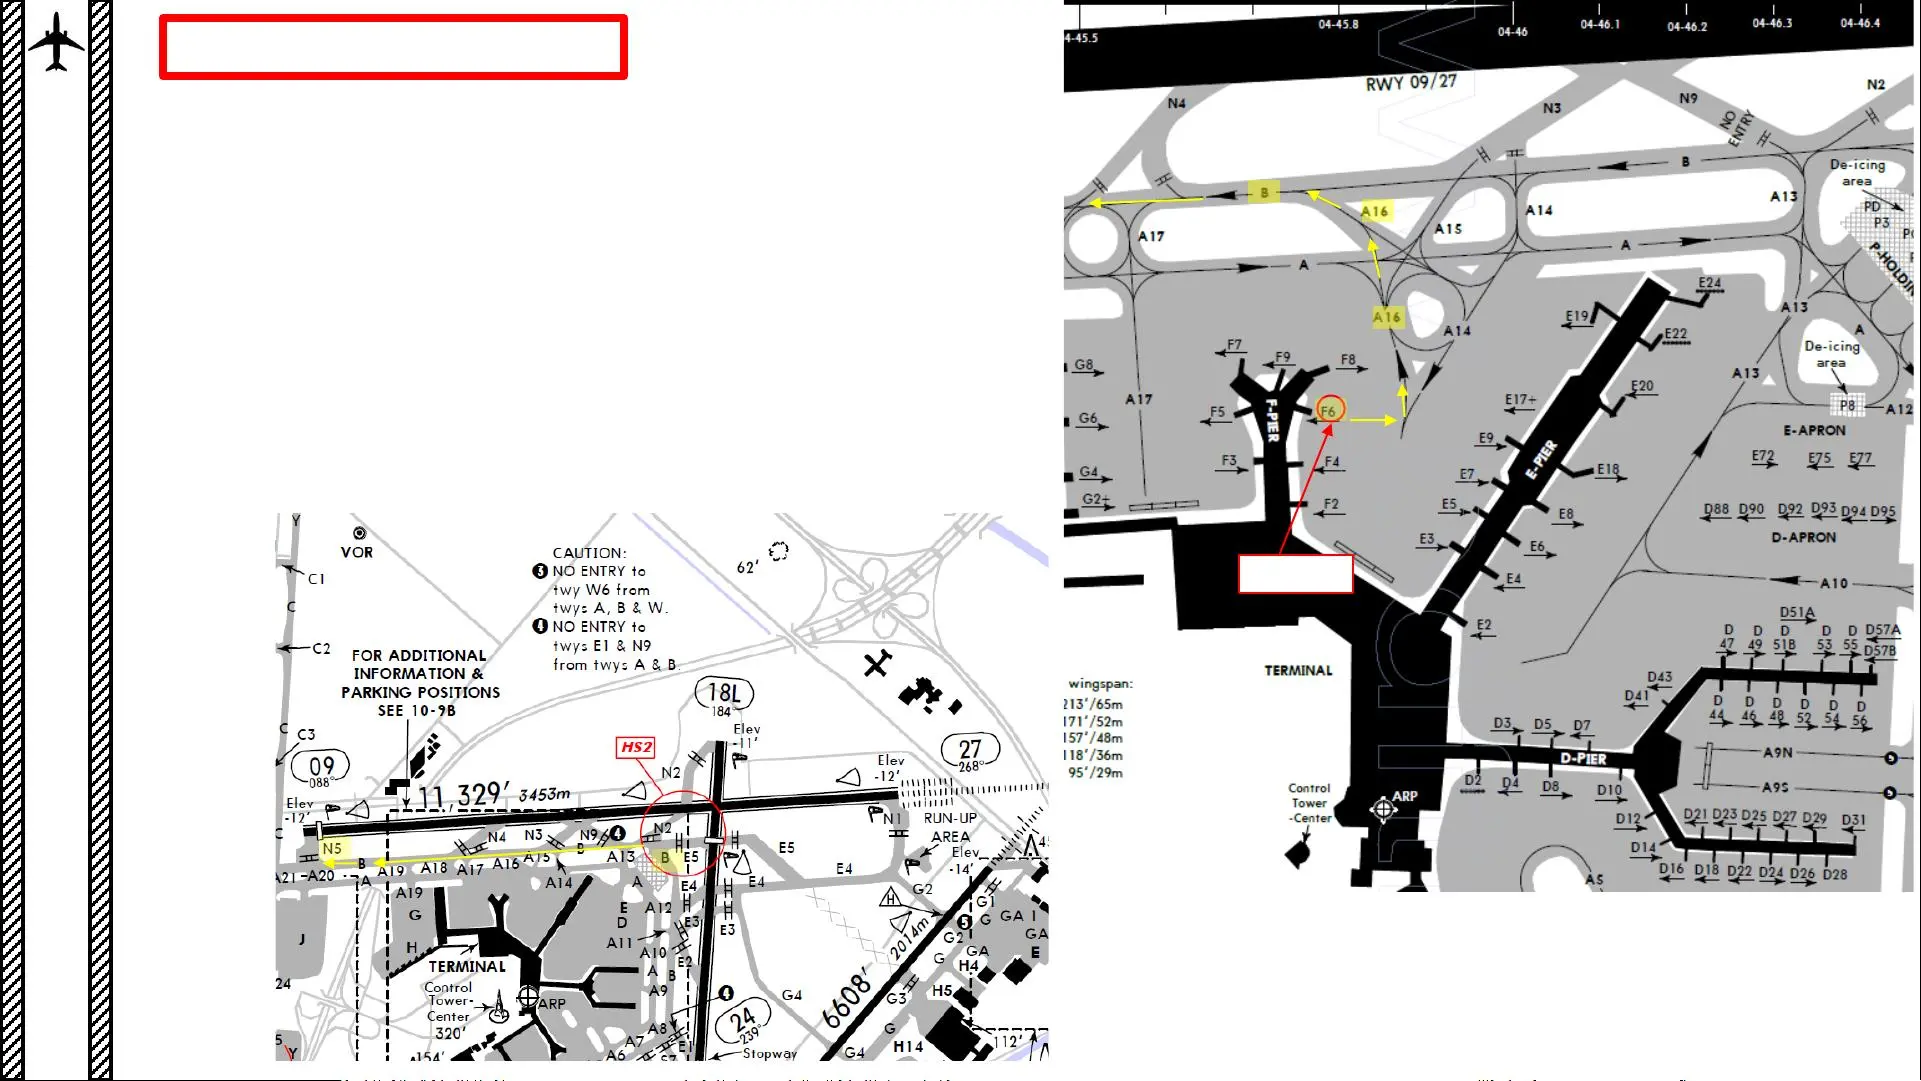 04-45.8
04-46
04-46.1
04-46.2
04-46.3
04-46.4
RWY 09/27
N4
N3
N9
N2
NO
ENTRY
B
B
De-icing
area
PD
P3
A16
A13
A17
A15
A14
A
A
A16
A14
A13
A
De-icing
area
A13
P8
A12
E24
E19
E22
E20
E17+
E9
E7
E5
E3
E18
E8
E6
E4
E2
E-PIER
F7
F9
F8
F5
F6
F3
F4
F2
F-PIER
G8
G6
G4
G2+
A17
E-APRON
E72
E75
E77
D88
D90
D92
D93
D94
D95
D-APRON
A10
D51A
D
47
D
49
D
51B
D
53
D
55
D57A
D57B
D43
D41
D
44
D
46
D
48
D
52
D
54
D
56
D3
D5
D7
D-PIER
D2
D4
D8
D10
D12
D14
D16
D18
D22
D24
D26
D28
D21
D23
D25
D27
D29
D31
A9N
A9S
A5
TERMINAL
wingspan:
213'/65m
171'/52m
157'/48m
118'/36m
95'/29m
Control
Tower
-Center
ARP
Y
VOR
C1
C
C2
C
C3
C
CAUTION:
3 NO ENTRY to
twy W6 from
twys A, B & W.
4 NO ENTRY to
twys E1 & N9
from twys A & B.
62'
FOR ADDITIONAL
INFORMATION &
PARKING POSITIONS
SEE 10-9B
18L
184°
Elev
-11'
HS2
N2
09
088°
Elev
-12'
11,329' 3453m
27
268°
Elev
-12'
N5
N4
N3
N9
4
N2
N1
RUN-UP
AREA
Elev
-14'
B
B
B
E5
E5
A21
A20
A
A19
A18
A17
A16
A15
A14
A13
A
E4
E4
E4
A19
G
H
J
E
D
A12
A11
A10
A
A9
A8
A7
A6
E3
E3
E2
B
E1
G2
G1
G
GA 1
G2
GA
GA
E
G
H4
H5
G3
G
G4
G4
H14
2014m
6608'
24
239°
4
Stopway
112'
TERMINAL
Control
Tower-
Center
320'
ARP
24
Y